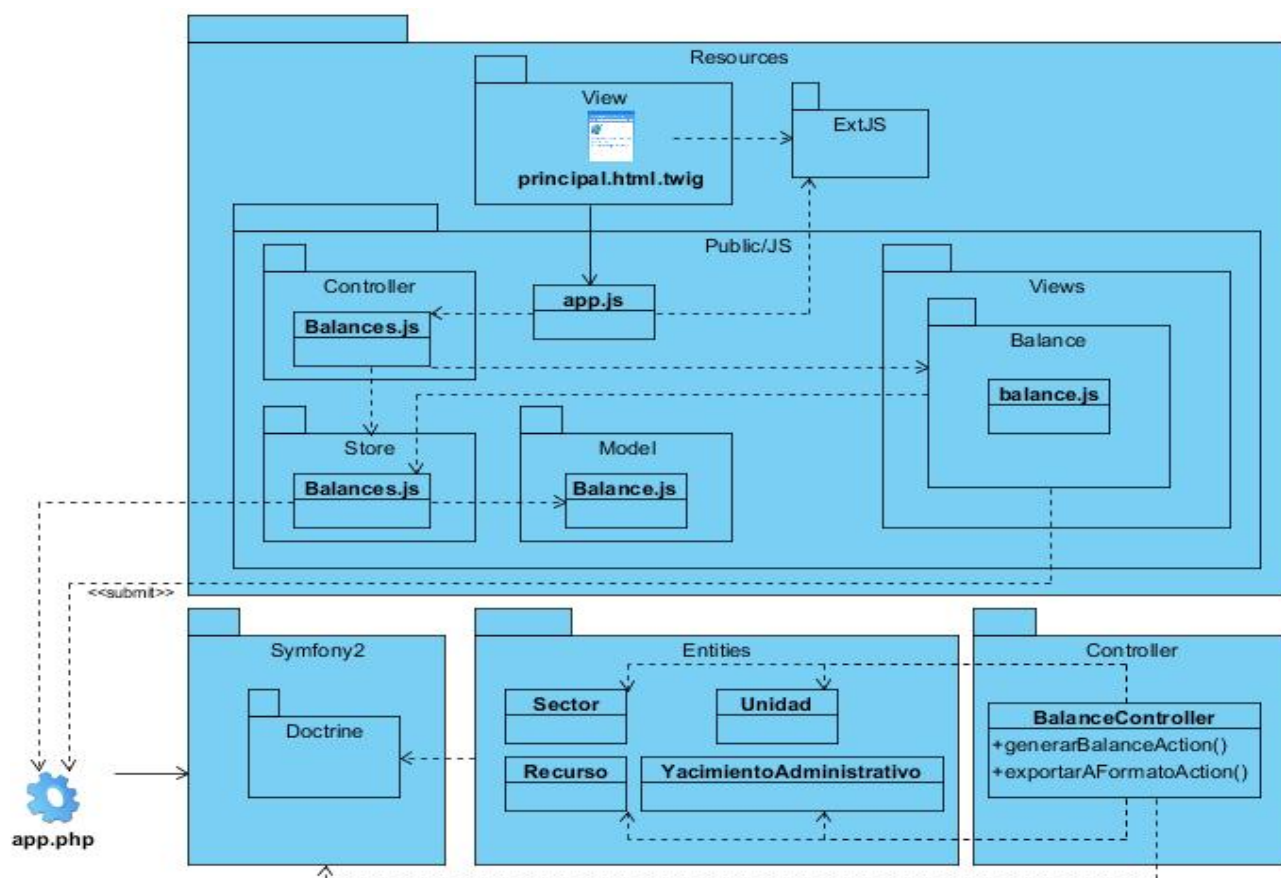 Resources
View
principal.html.twig
ExtJS
Public/JS
Controller
Balances.js
app.js
Views
Balance
balance.js
Store
Balances.js
Model
Balance.js
<<submit>>
app.php
Symfony2
Doctrine
Entities
Sector
Unidad
Recurso
YacimientoAdministrativo
Controller
BalanceController
+generarBalanceAction()
+exportarAFormatoAction()